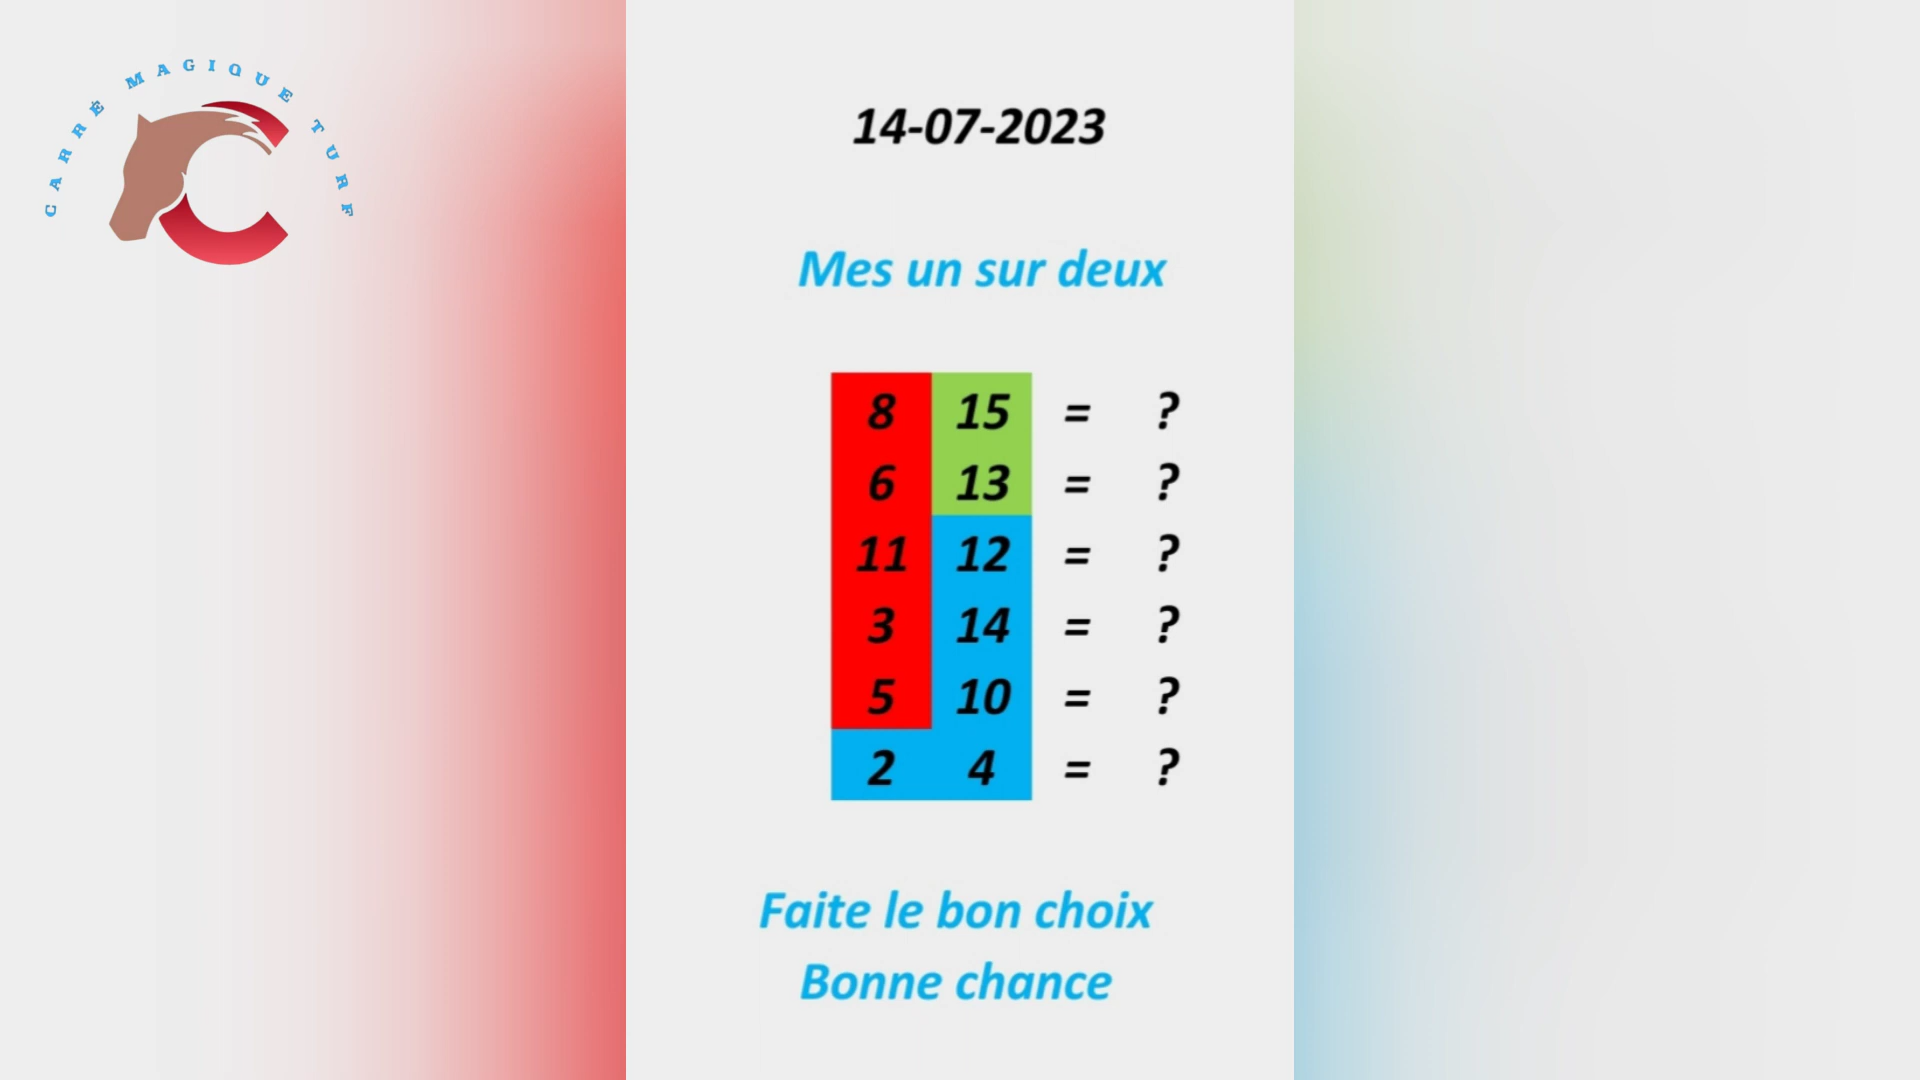 CARRÉ MAGIQUE TURF
14-07-2023
Mes un sur deux
8 15 = ?
6 13 = ?
11 12 = ?
3 14 = ?
5 10 = ?
2 4 = ?
Faite le bon choix
Bonne chance